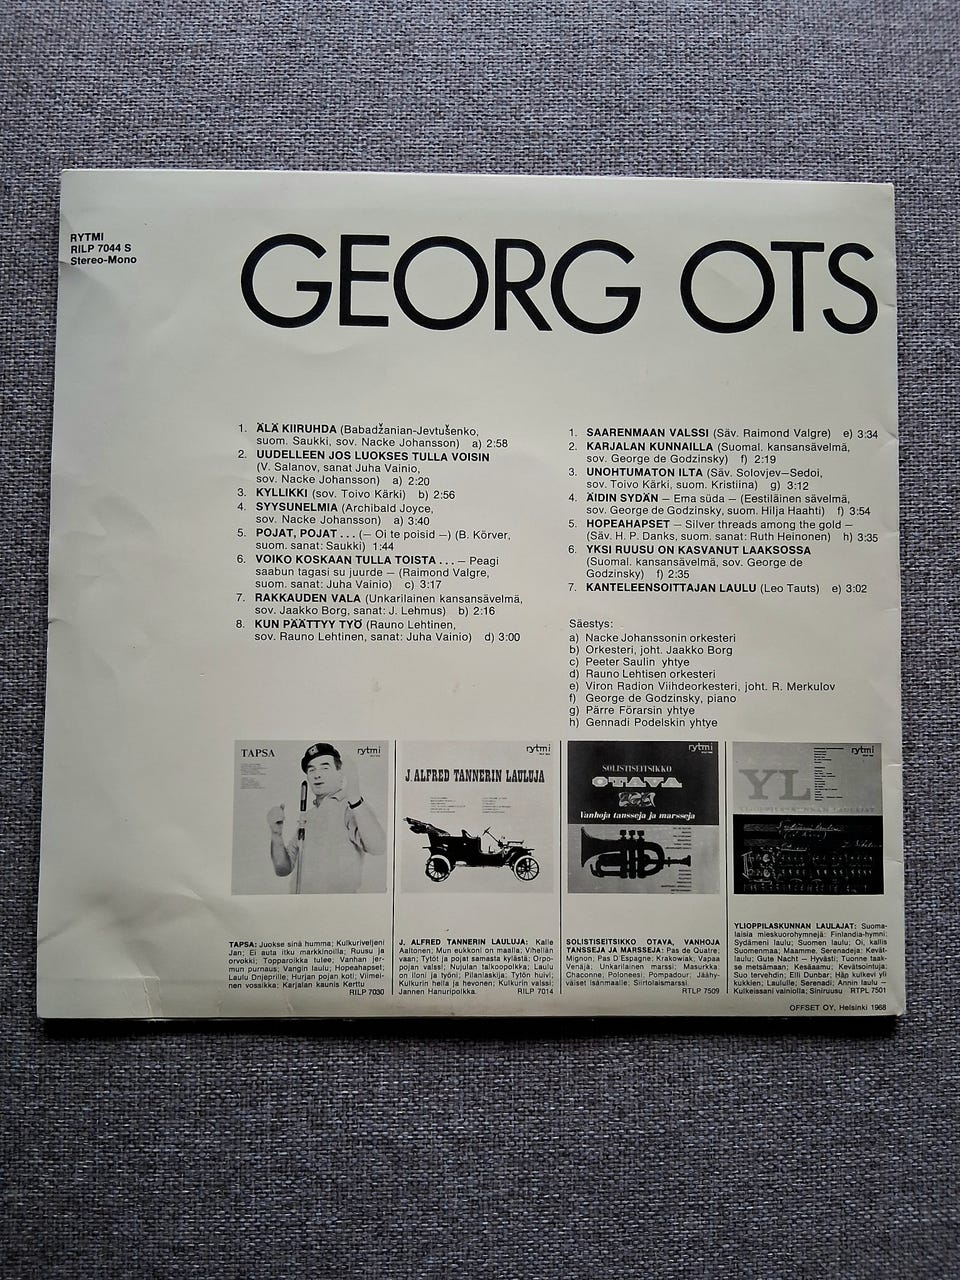 RYTMI
RILP 7044 S
Stereo-Mono
GEORG OTS
1. ÄLÄ KIIRUHDA (Babadžanian-Jevtušenko,
suom. Saukki, sov. Nacke Johansson) a) 2:58
2. UUDELLEEN JOS LUOKSES TULLA VOISIN
(V. Salanov, sanat Juha Vainio,
sov. Nacke Johansson) a) 2:20
3. KYLLIKKI (sov. Toivo Kärki) b) 2:56
4. SYYSUNELMIA (Archibald Joyce,
sov. Nacke Johansson) a) 3:40
5. POJAT, POJAT . . . (— Oi te poisid —) (B. Körver,
suom. sanat: Saukki) 1:44
6. VOIKO KOSKAAN TULLA TOISTA . . . — Peagi
saabun tagasi su juurde — (Raimond Valgre,
suom. sanat: Juha Vainio) c) 3:17
7. RAKKAUDEN VALA (Unkarilainen kansansävelmä,
sov. Jaakko Borg, sanat: J. Lehmus) b) 2:16
8. KUN PÄÄTTYY TYÖ (Rauno Lehtinen,
sov. Rauno Lehtinen, sanat: Juha Vainio) d) 3:00
1. SAARENMAAN VALSSI (Säv. Raimond Valgre) e) 3:34
2. KARJALAN KUNNAILLA (Suomal. kansansävelmä,
sov. George de Godzinsky) f) 2:19
3. UNOHTUMATON ILTA (Säv. Solovjev—Sedoi,
sov. Toivo Kärki, suom. Kristiina) g) 3:12
4. ÄIDIN SYDÄN — Ema süda — (Eestiläinen sävelmä,
sov. George de Godzinsky, suom. Hilja Haahti) f) 3:54
5. HOPEAHAPSET — Silver threads among the gold —
(Säv. H. P. Danks, suom. sanat: Ruth Heinonen) h) 3:35
6. YKSI RUUSU ON KASVANUT LAAKSOSSA
(Suomal. kansansävelmä, sov. George de
Godzinsky) f) 2:35
7. KANTELEENSOITTAJAN LAULU (Leo Tauts) e) 3:02
Säestys:
a) Nacke Johanssonin orkesteri
b) Orkesteri, joht. Jaakko Borg
c) Peeter Saulin yhtye
d) Rauno Lehtisen orkesteri
e) Viron Radion Viihdeorkesteri, joht. R. Merkulov
f) George de Godzinsky, piano
g) Pärre Förarsin yhtye
h) Gennadi Podelskin yhtye
TAPSA rytmi
rytmi
J. ALFRED TANNERIN LAULUJA
rytmi
SOLISTISEITSIKKO
OTAVA
Vanhoja tansseja ja marsseja
rytmi
YL
YLIOPPILASKUNNAN LAULAJAT
TAPSA: Juokse sinä humma; Kulkuriveljeni
Jan; Ei auta itku markkinoilla; Ruusu ja
orvokki; Topparoikka tulee; Vanhan jer-
mun purnaus; Vangin laulu; Hopeahapset;
Laulu Dnjeprille; Hurjan pojan koti; Viimei-
nen vossikka; Karjalan kaunis Kerttu
RILP 7030
J. ALFRED TANNERIN LAULUJA: Kalle
Aaltonen; Mun eukkoni on maalla; Vihellän
vaan; Tytöt ja pojat samasta kylästä; Orpo-
pojan valssi; Nujulan talkoopolkka; Laulu
on iloni ja työni; Pilanlaskija, Tytön huivi;
Kulkurin hella ja hevonen; Kulkurin valssi;
Jannen Hanuripolkka. RILP 7014
SOLISTISEITSIKKO OTAVA, VANHOJA
TANSSEJA JA MARSSEJA: Pas de Quatre;
Mignon; Pas D'Espagne; Krakowiak; Vapaa
Venäjä, Unkarilainen marssi; Masurkka
Chaconne; Poloneesi; Pompadour; Jäähy-
väiset isänmaalle; Siirtolaismarssi.
RTLP 7509
YLIOPPILASKUNNAN LAULAJAT: Suoma-
laisia mieskuorohymnejä: Finlandia-hymni;
Sydämeni laulu; Suomen laulu; Oi, kallis
Suomenmaa; Maamme. Serenadeja: Kevät-
laulu; Gute Nacht — Hyvästi; Tuonne taak-
se metsämaan; Kesäaamu; Kevätsointuja;
Suo tervehdin; Elli Dunbar; Hän kulkevi yli
kukkien; Laululle; Serenadi; Annin laulu —
Kulkeissani vainiolla; Siniruusu RTPL 7501
OFFSET OY, Helsinki 1968